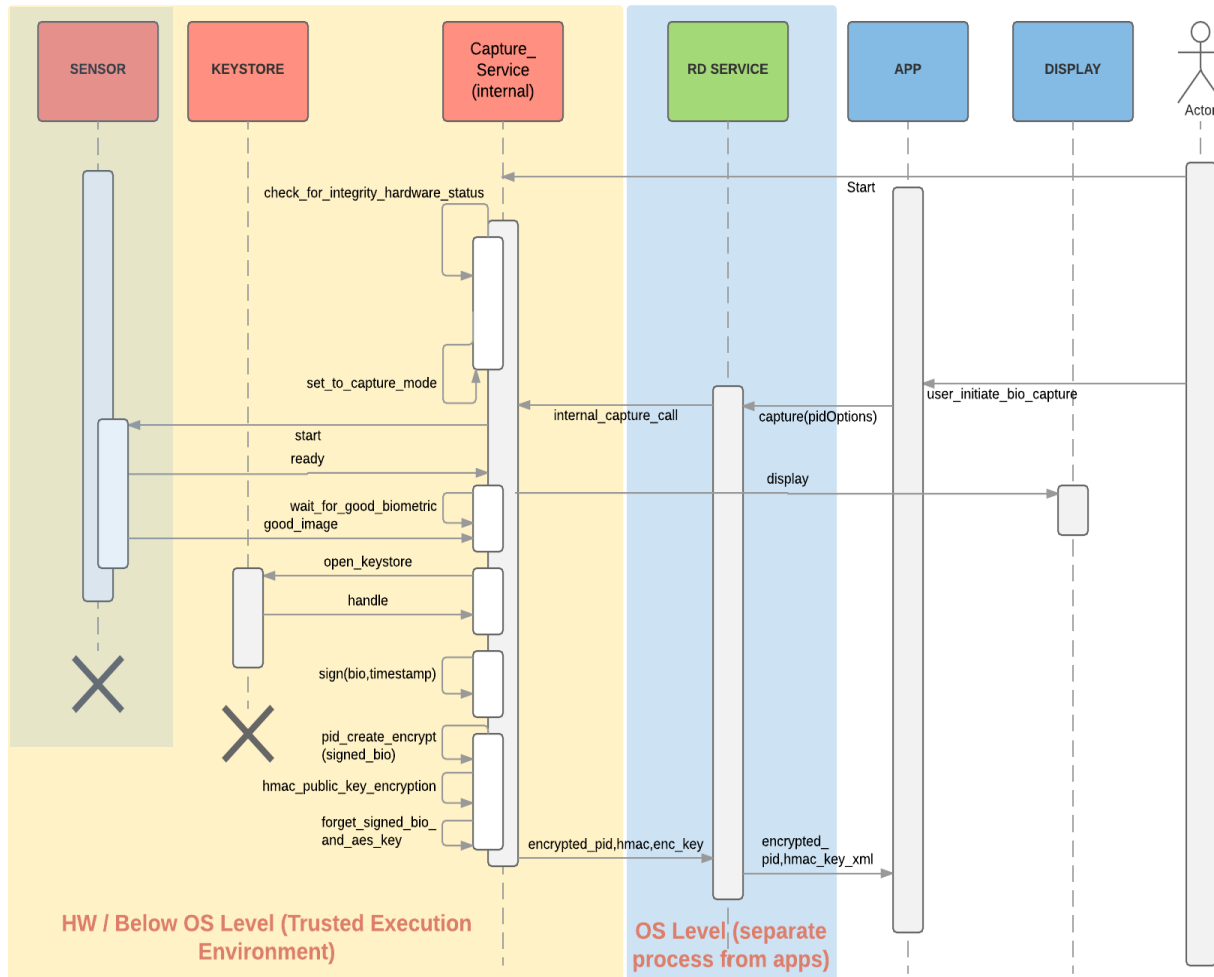 SENSOR
KEYSTORE
Capture_
Service
(internal)
RD SERVICE
APP
DISPLAY
Actor
Start
check_for_integrity_hardware_status
set_to_capture_mode
user_initiate_bio_capture
internal_capture_call
capture(pidOptions)
start
ready
display
wait_for_good_biometric
good_image
open_keystore
handle
sign(bio,timestamp)
pid_create_encrypt
(signed_bio)
hmac_public_key_encryption
forget_signed_bio_
and_aes_key
encrypted_pid,hmac,enc_key
encrypted_
pid,hmac_key_xml
HW / Below OS Level (Trusted Execution
Environment)
OS Level (separate
process from apps)